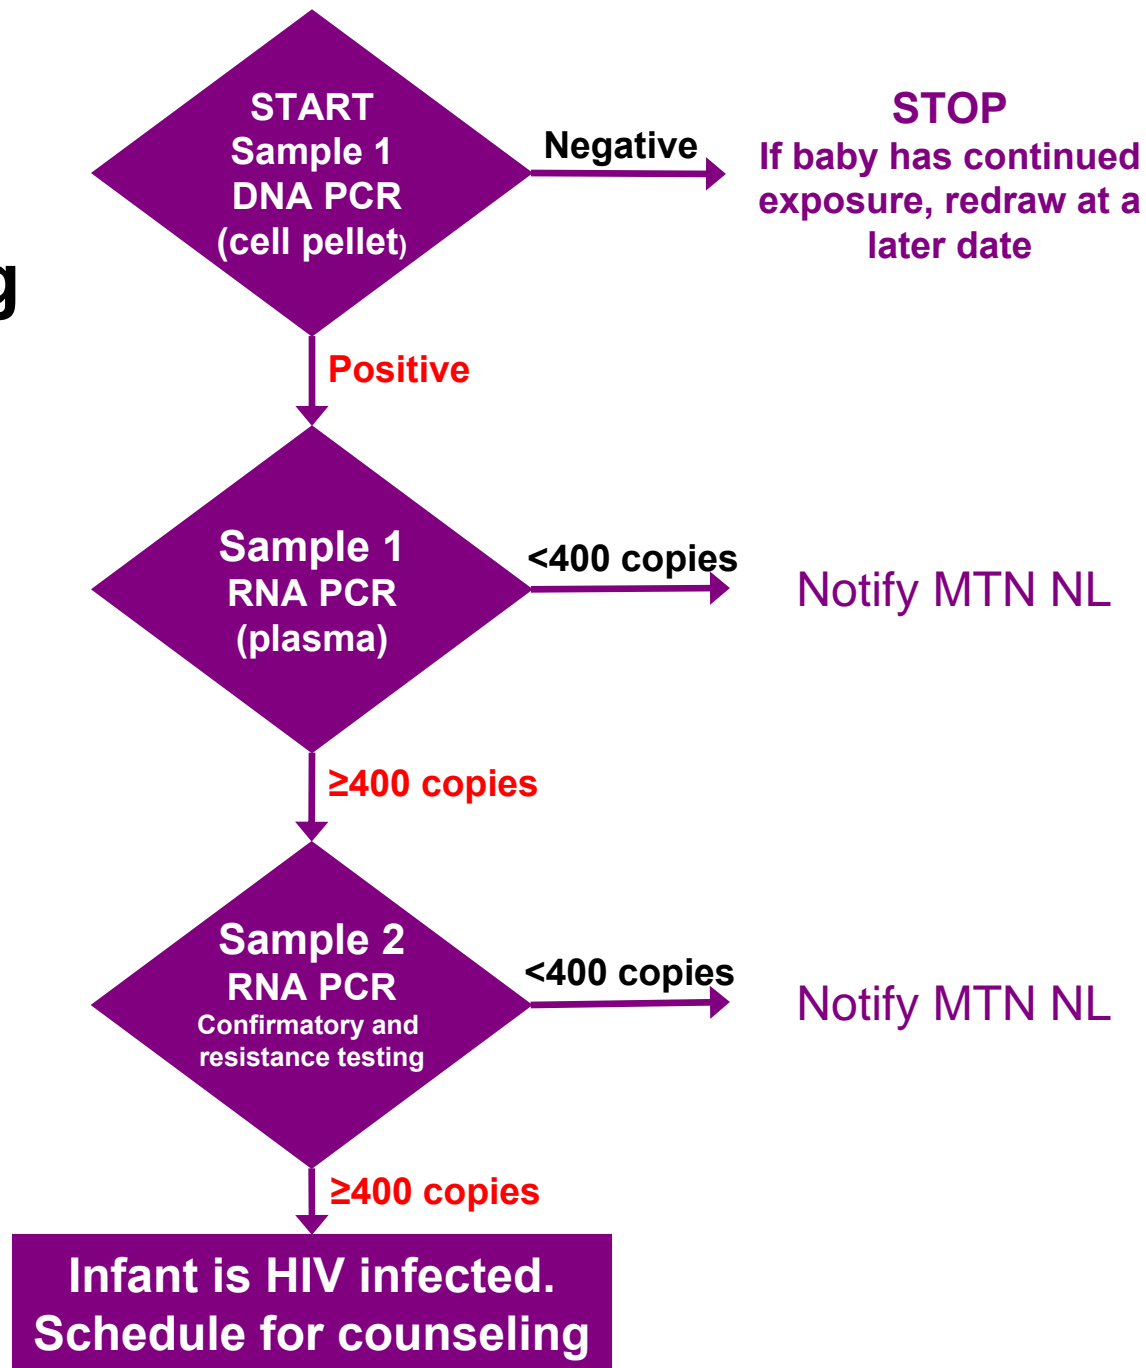 START
Sample 1
DNA PCR
(cell pellet)
Negative
STOP
If baby has continued
exposure, redraw at a
later date
g
Positive
Sample 1
RNA PCR
(plasma)
<400 copies
Notify MTN NL
≥400 copies
Sample 2
RNA PCR
Confirmatory and
resistance testing
<400 copies
Notify MTN NL
≥400 copies
Infant is HIV infected.
Schedule for counseling